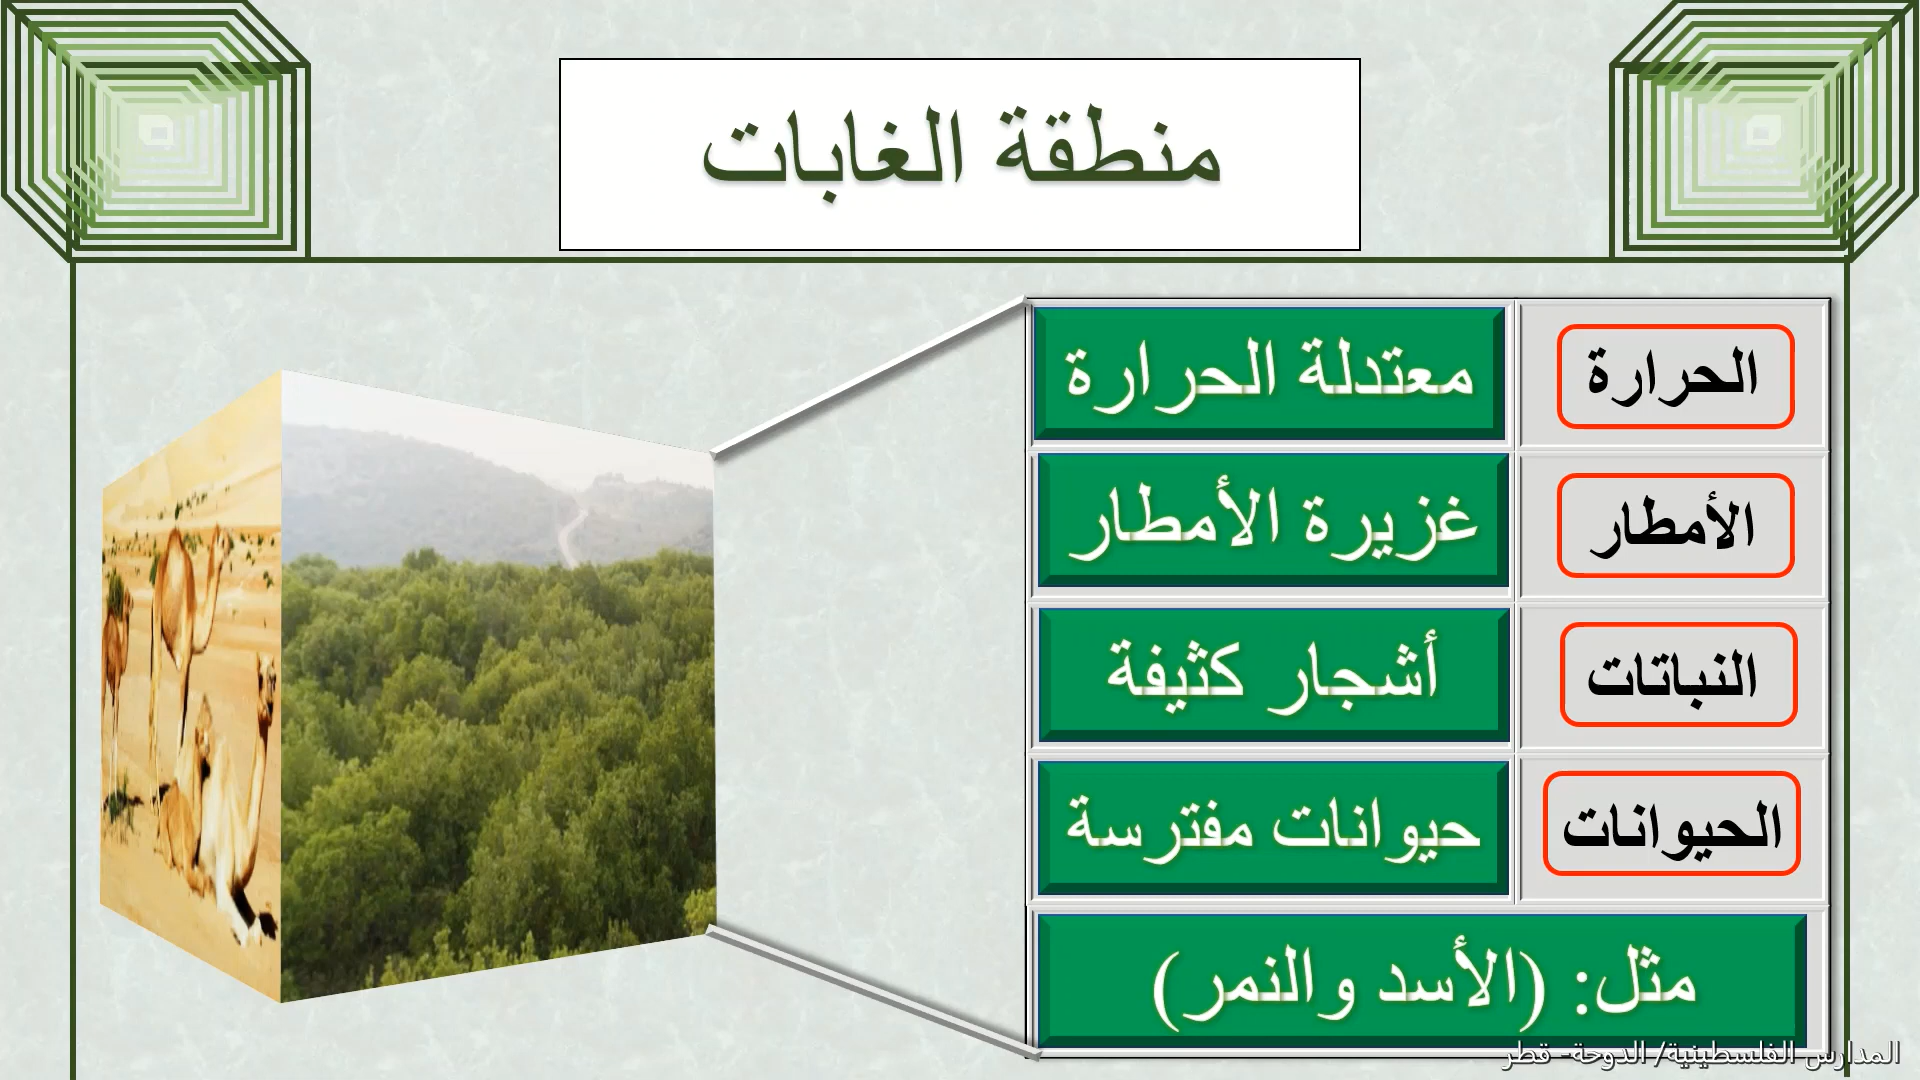 منطقة الغابات
الحرارة
معتدلة الحرارة
الأمطار
غزيرة الأمطار
النباتات
أشجار كثيفة
الحيوانات
حيوانات مفترسة
مثل: (الأسد والنمر)
المدارس الفلسطينية/ الدوحة- قطر